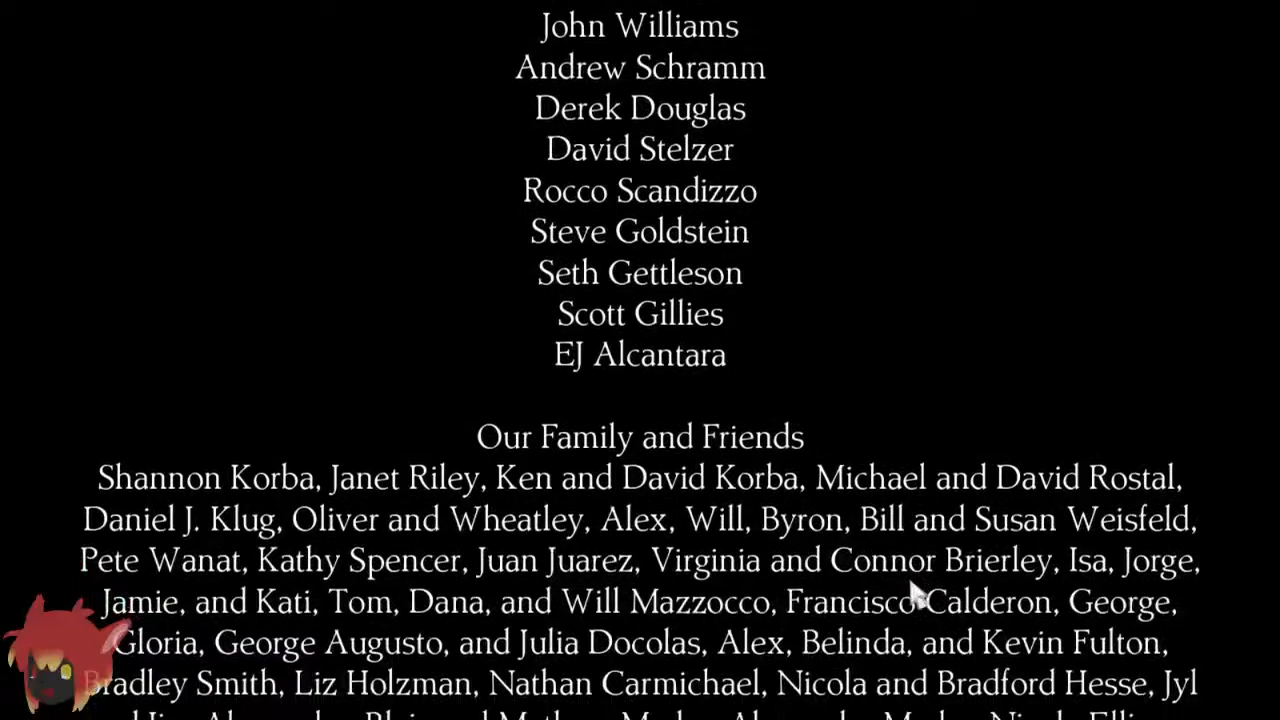 John Williams
Andrew Schramm
Derek Douglas
David Stelzer
Rocco Scandizzo
Steve Goldstein
Seth Gettleson
Scott Gillies
EJ Alcantara
Our Family and Friends
Shannon Korba, Janet Riley, Ken and David Korba, Michael and David Rostal,
Daniel J. Klug, Oliver and Wheatley, Alex, Will, Byron, Bill and Susan Weisfeld,
Pete Wanat, Kathy Spencer, Juan Juarez, Virginia and Connor Brierley, Isa, Jorge,
Jamie, and Kati, Tom, Dana, and Will Mazzocco, Francisco Calderon, George,
Gloria, George Augusto, and Julia Docolas, Alex, Belinda, and Kevin Fulton,
Bradley Smith, Liz Holzman, Nathan Carmichael, Nicola and Bradford Hesse, Jyl